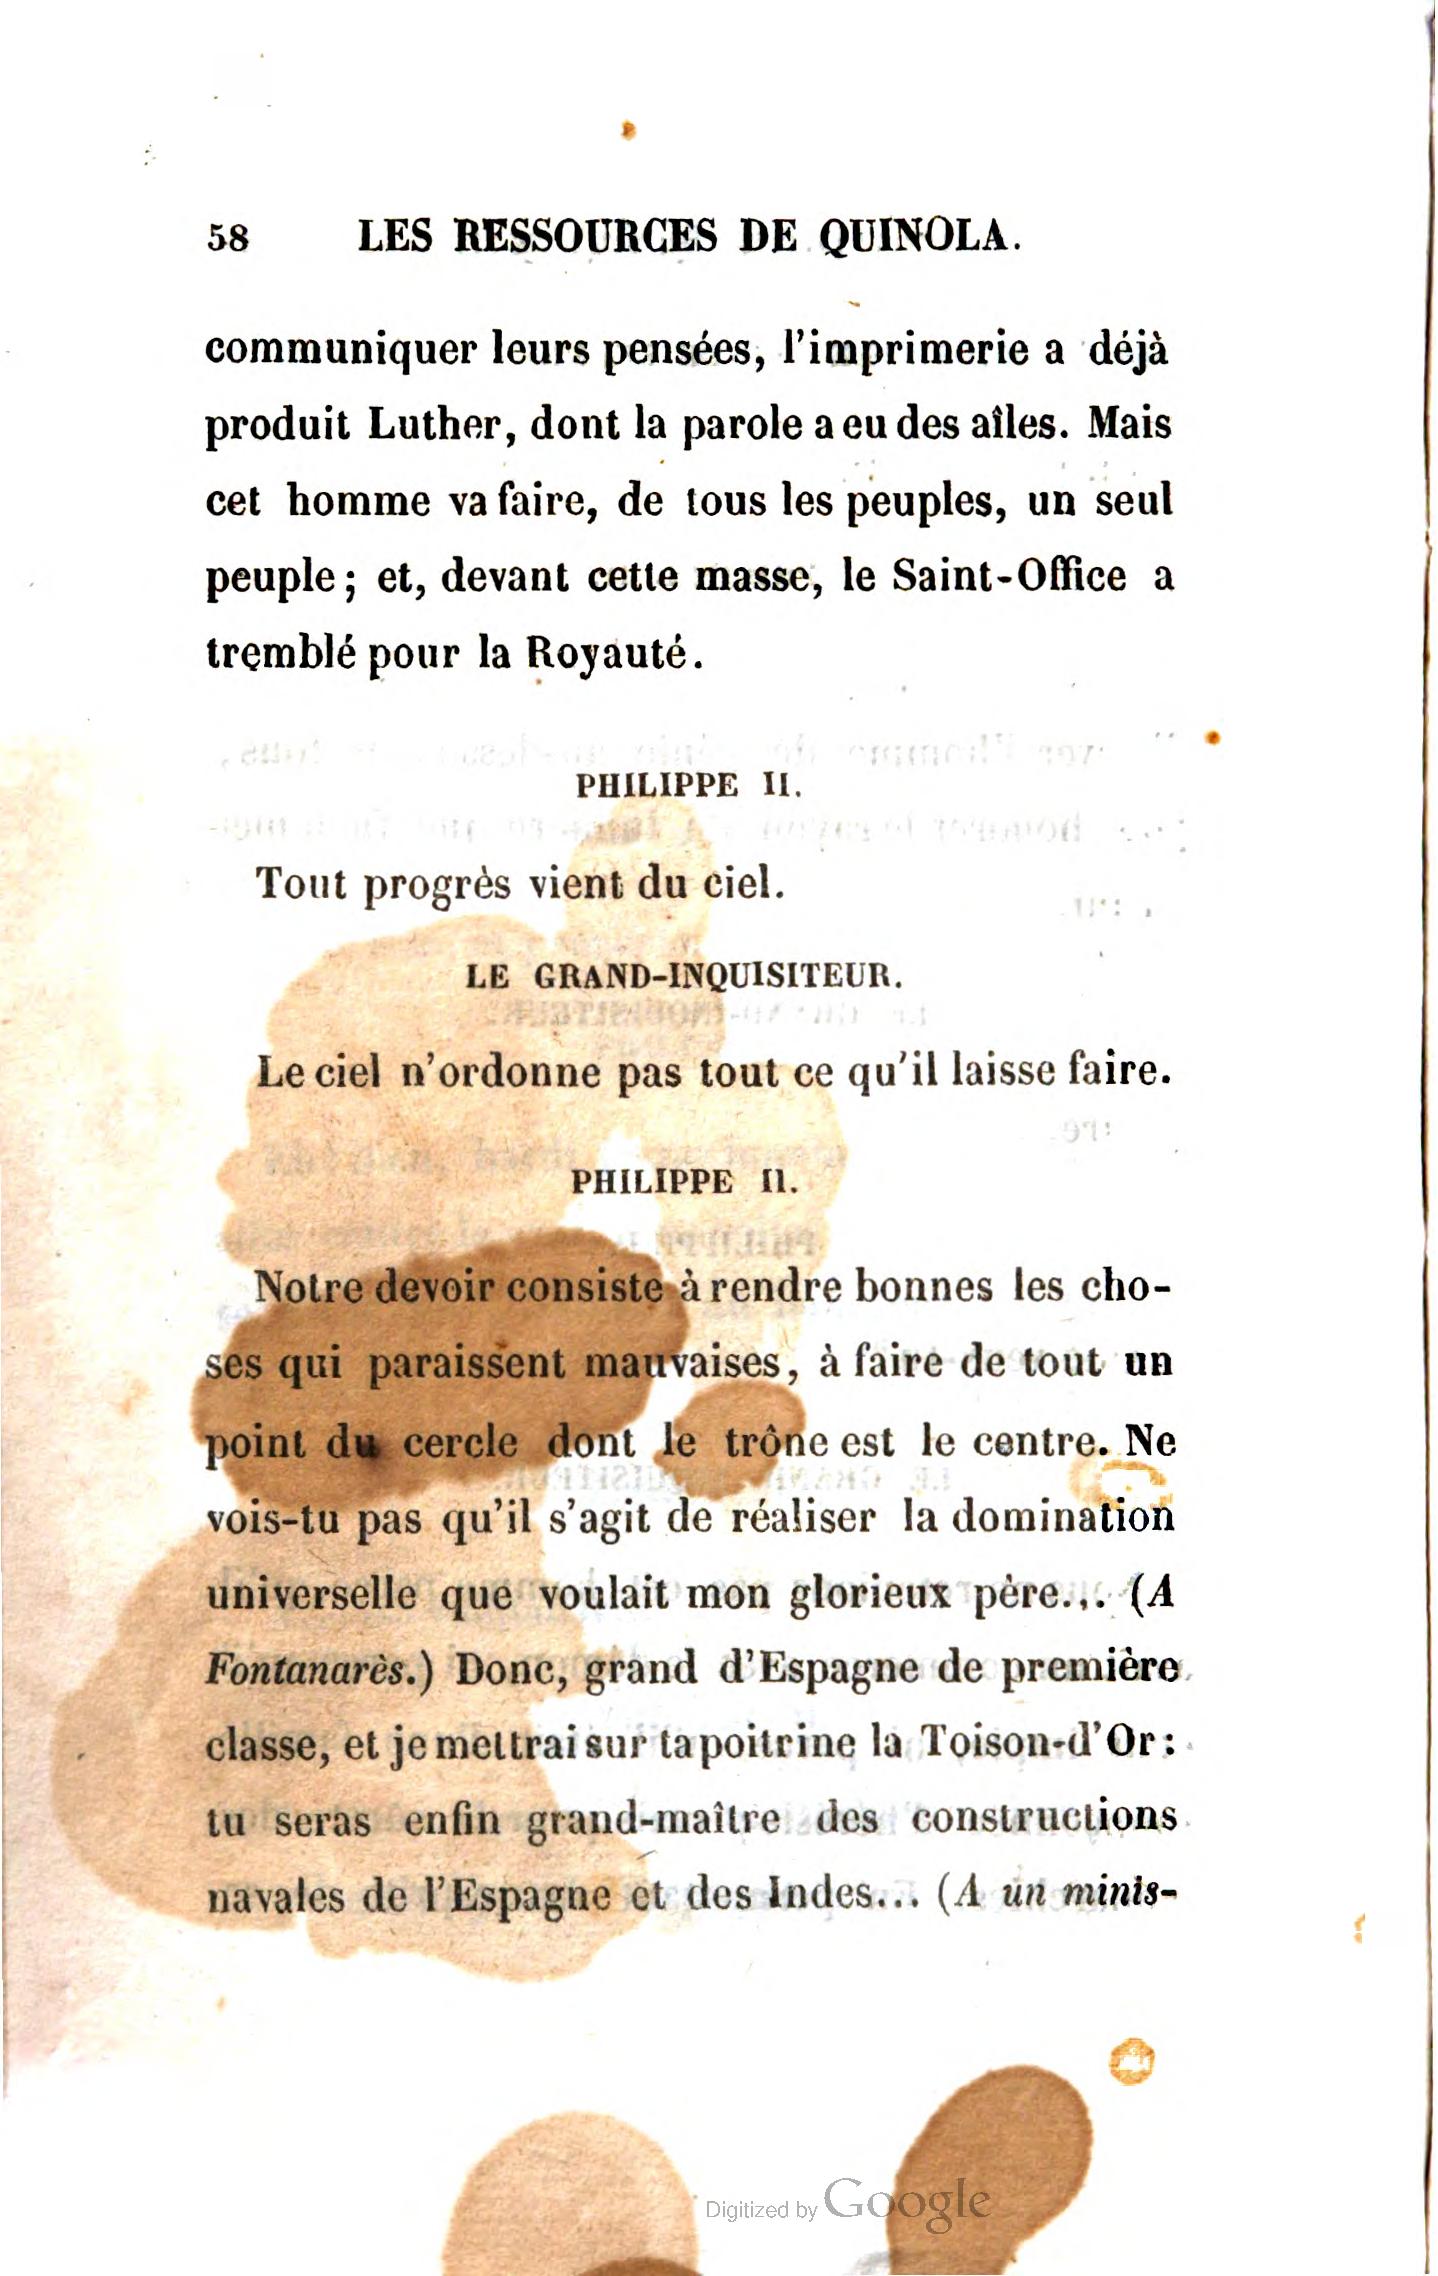 58 LES RESSOURCES DE QUINOLA.
communiquer leurs pensées, l'imprimerie a déjà
produit Luther, dont la parole a eu des aîles. Mais
cet homme va faire, de tous les peuples, un seul
peuple; et, devant cette masse, le Saint-Office a
tremblé pour la Royauté.
PHILIPPE II.
Tout progrès vient du ciel.
LE GRAND-INQUISITEUR.
Le ciel n'ordonne pas tout ce qu'il laisse faire.
PHILIPPE II.
Notre devoir consiste à rendre bonnes les cho-
ses qui paraissent mauvaises, à faire de tout un
point du cercle dont le trône est le centre. Ne
vois-tu pas qu'il s'agit de réaliser la domination
universelle que voulait mon glorieux père... (A
Fontanarès.) Donc, grand d'Espagne de première
classe, et je mettrai sur ta poitrine la Toison-d'Or:
tu seras enfin grand-maître des constructions
navales de l'Espagne et des Indes... (A un minis-
Digitized by Google